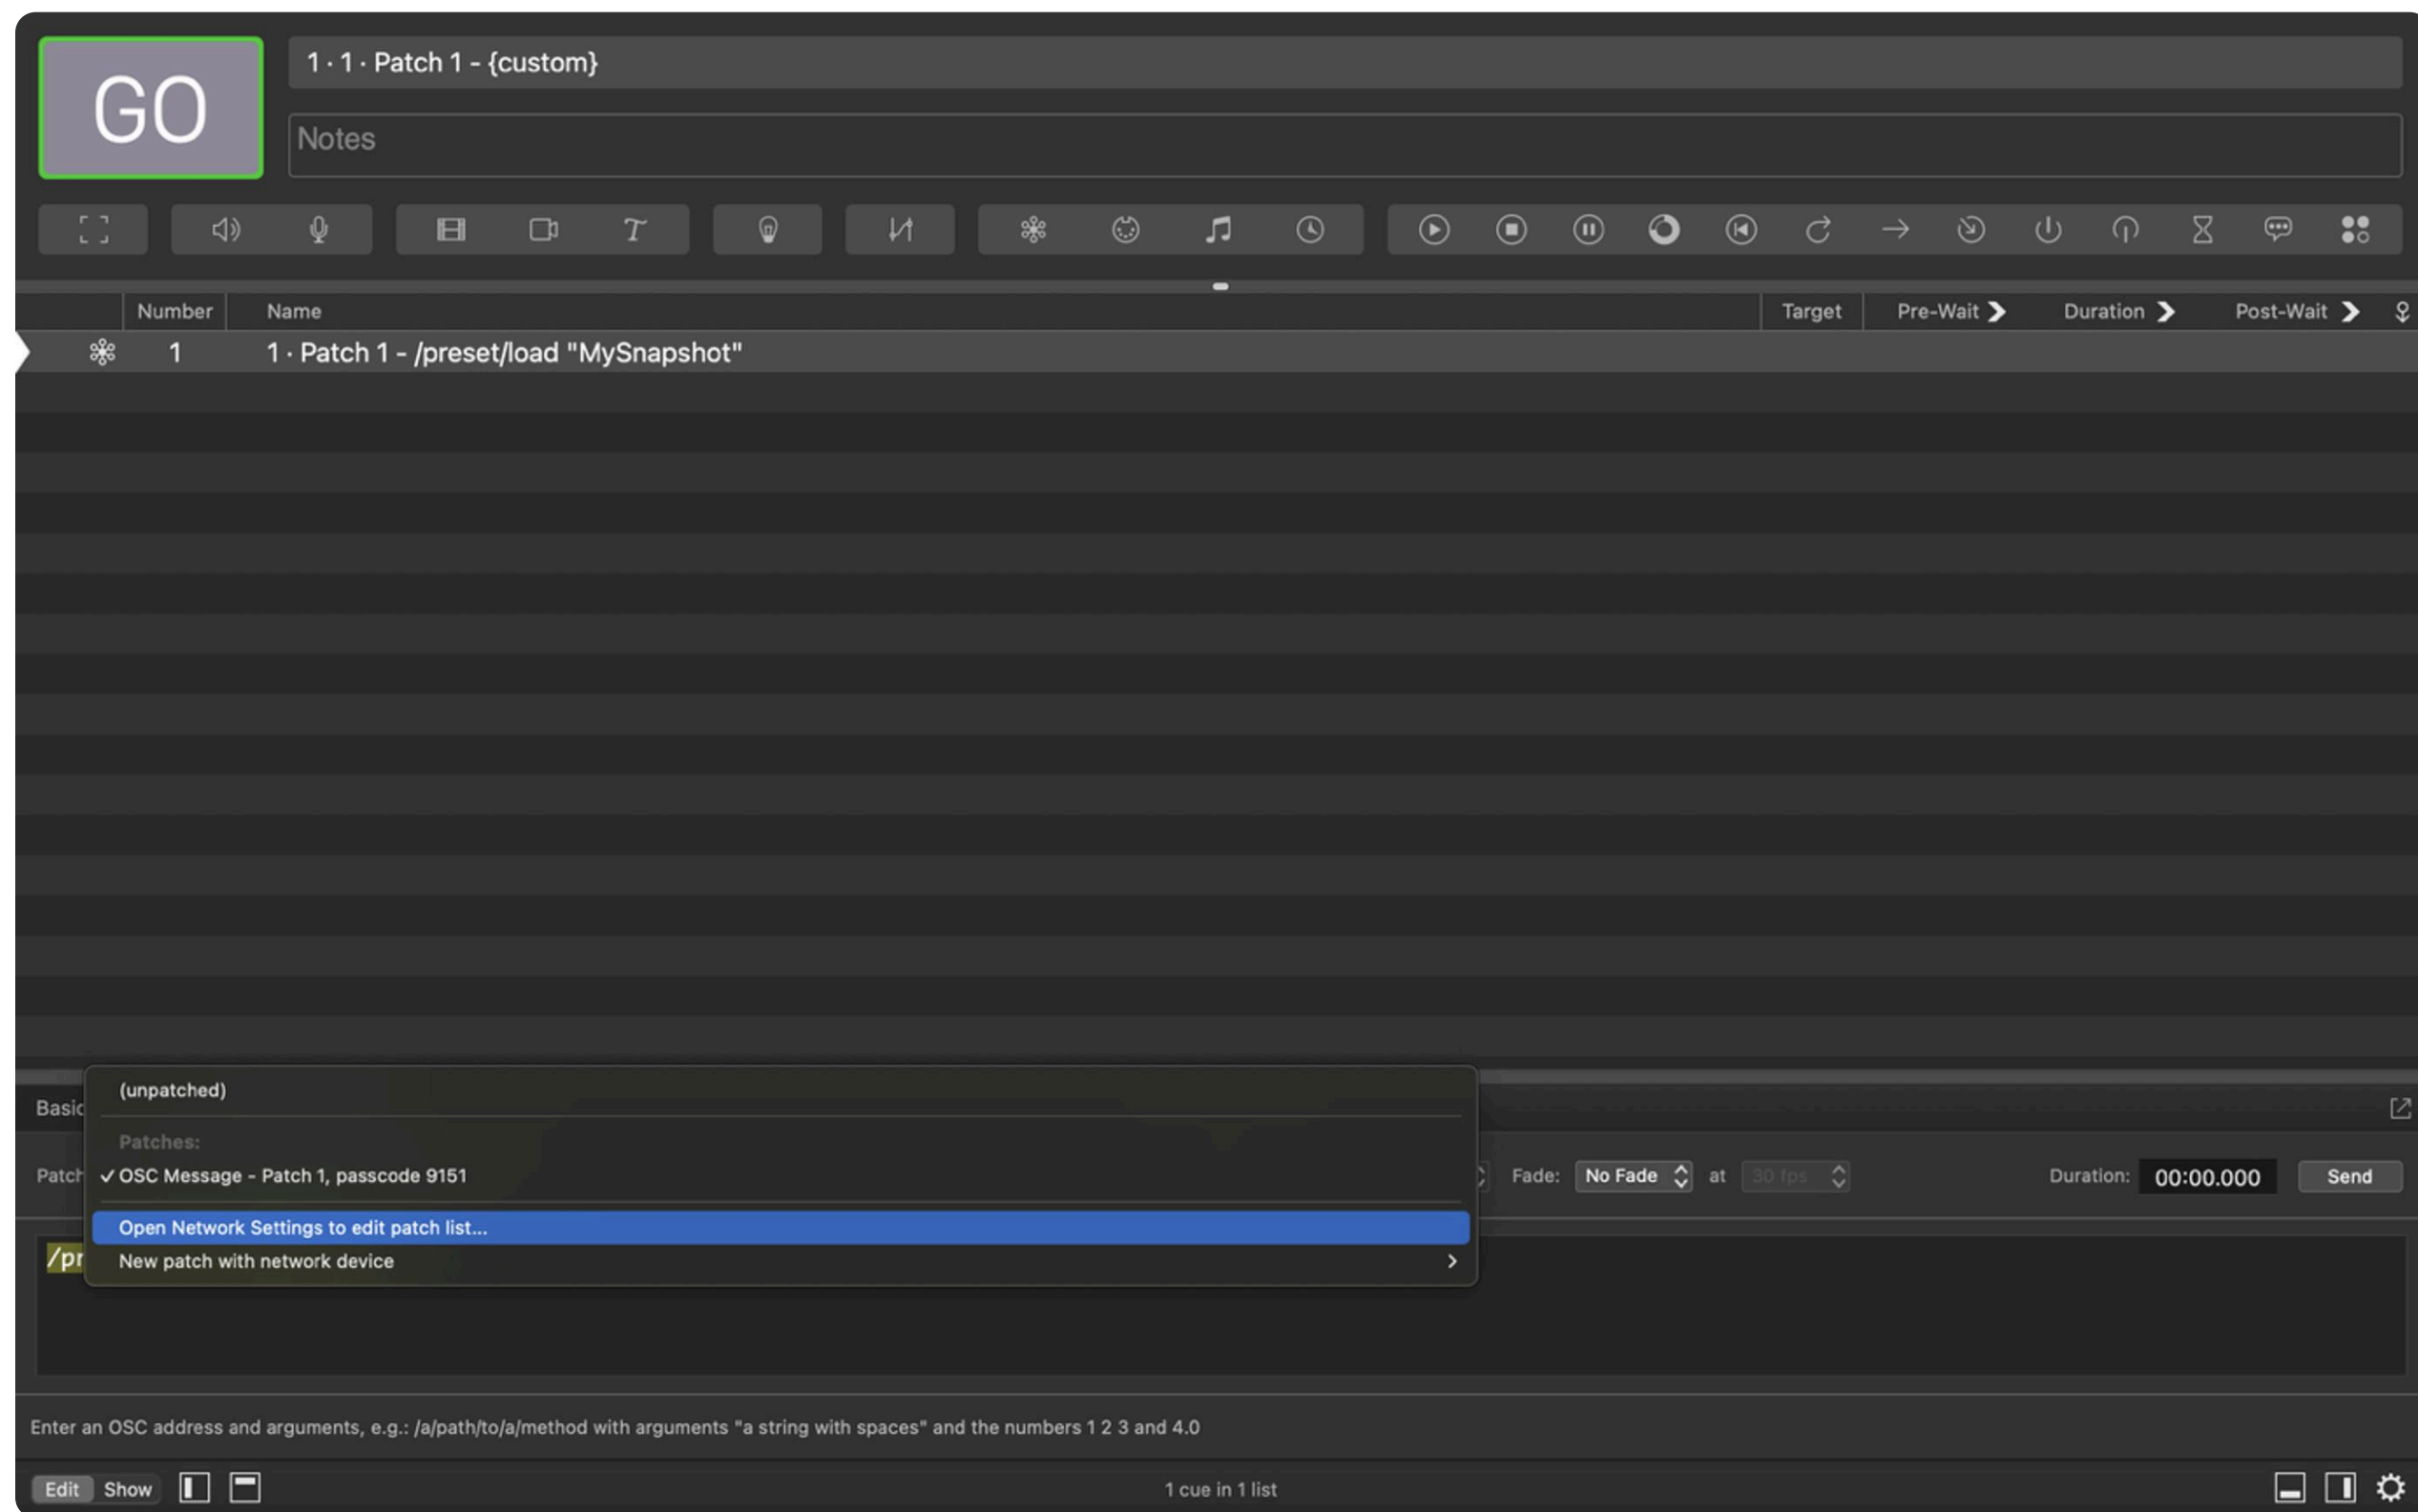 GO
1 · 1 · Patch 1 - {custom}
Notes
Number Name Target Pre-Wait Duration Post-Wait
1 1 · Patch 1 - /preset/load "MySnapshot"
(unpatched)
Basic
Patches:
Patch ✓ OSC Message - Patch 1, passcode 9151 Fade: No Fade at 30 fps Duration: 00:00.000 Send
Open Network Settings to edit patch list...
/pr
New patch with network device
Enter an OSC address and arguments, e.g.: /a/path/to/a/method with arguments "a string with spaces" and the numbers 1 2 3 and 4.0
Edit Show 1 cue in 1 list